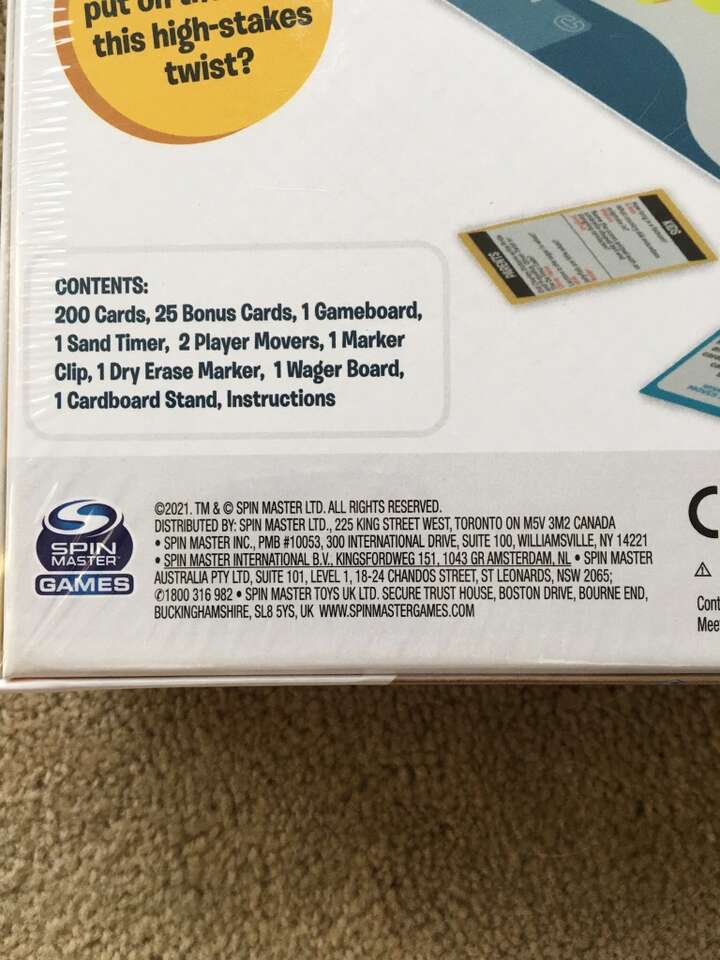 put on
this high-stakes
twist?
CONTENTS:
200 Cards, 25 Bonus Cards, 1 Gameboard,
1 Sand Timer, 2 Player Movers, 1 Marker
Clip, 1 Dry Erase Marker, 1 Wager Board,
1 Cardboard Stand, Instructions
PARENTS
SPIN
MASTER™
GAMES
©2021. TM & © SPIN MASTER LTD. ALL RIGHTS RESERVED.
DISTRIBUTED BY: SPIN MASTER LTD., 225 KING STREET WEST, TORONTO ON M5V 3M2 CANADA
• SPIN MASTER INC., PMB #10053, 300 INTERNATIONAL DRIVE, SUITE 100, WILLIAMSVILLE, NY 14221
• SPIN MASTER INTERNATIONAL B.V., KINGSFORDWEG 151, 1043 GR AMSTERDAM, NL • SPIN MASTER
AUSTRALIA PTY LTD, SUITE 101, LEVEL 1, 18-24 CHANDOS STREET, ST LEONARDS, NSW 2065;
✆1800 316 982 • SPIN MASTER TOYS UK LTD. SECURE TRUST HOUSE, BOSTON DRIVE, BOURNE END,
BUCKINGHAMSHIRE, SL8 5YS, UK WWW.SPINMASTERGAMES.COM
Cont
Mee